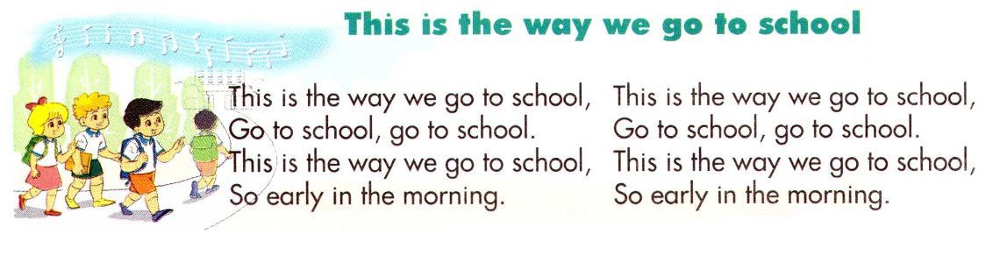 This is the way we go to school
This is the way we go to school,
Go to school, go to school.
This is the way we go to school,
So early in the morning.
This is the way we go to school,
Go to school, go to school.
This is the way we go to school,
So early in the morning.